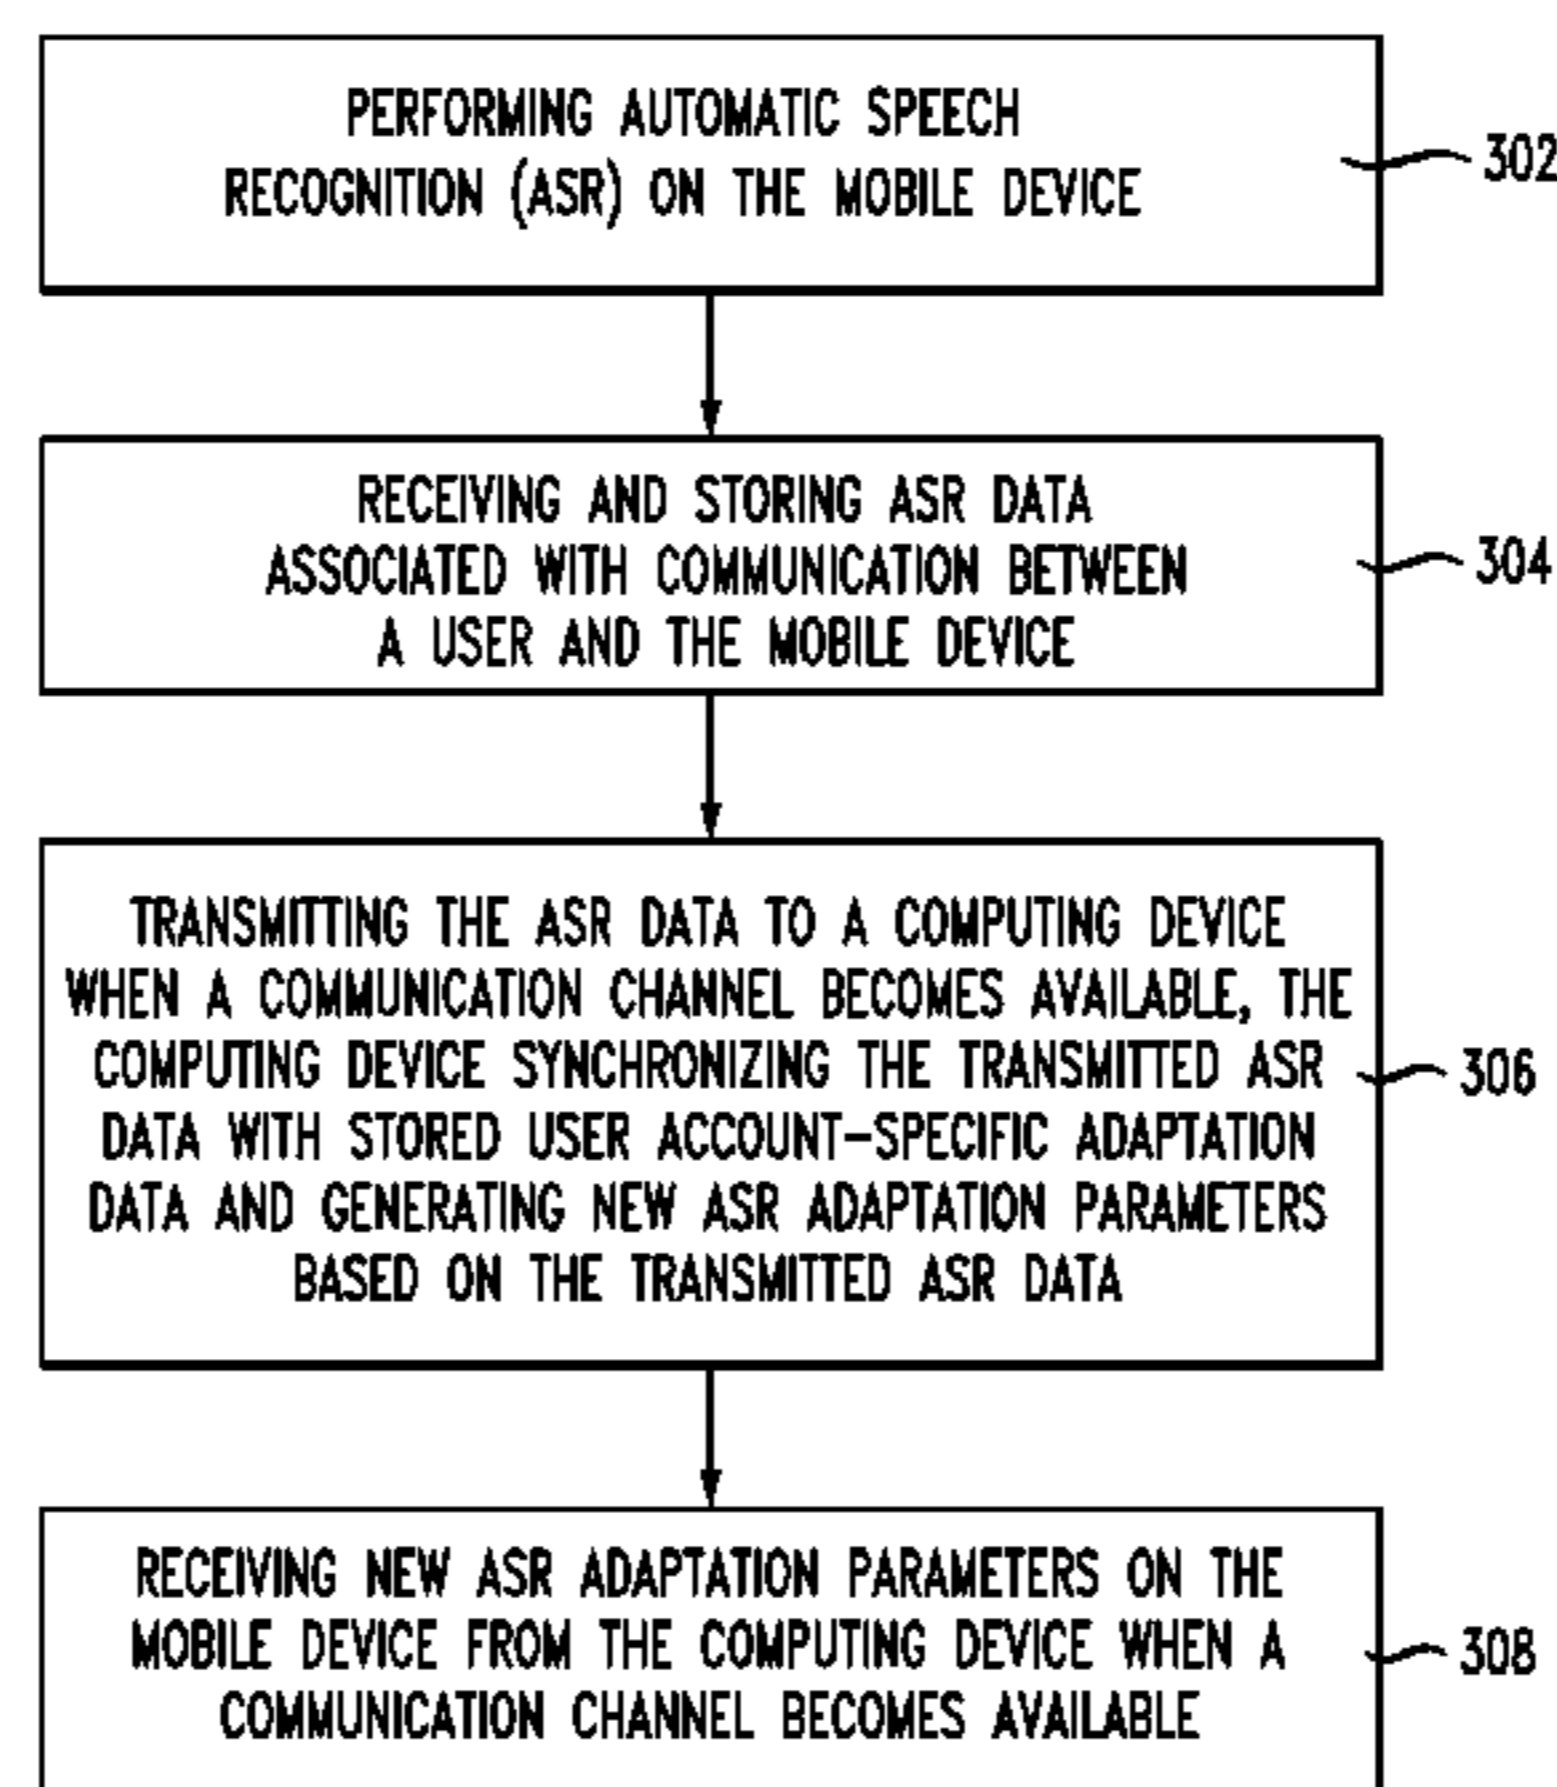 PERFORMING AUTOMATIC SPEECH
RECOGNITION (ASR) ON THE MOBILE DEVICE
302
RECEIVING AND STORING ASR DATA
ASSOCIATED WITH COMMUNICATION BETWEEN
A USER AND THE MOBILE DEVICE
304
TRANSMITTING THE ASR DATA TO A COMPUTING DEVICE
WHEN A COMMUNICATION CHANNEL BECOMES AVAILABLE, THE
COMPUTING DEVICE SYNCHRONIZING THE TRANSMITTED ASR
DATA WITH STORED USER ACCOUNT-SPECIFIC ADAPTATION
DATA AND GENERATING NEW ASR ADAPTATION PARAMETERS
BASED ON THE TRANSMITTED ASR DATA
306
RECEIVING NEW ASR ADAPTATION PARAMETERS ON THE
MOBILE DEVICE FROM THE COMPUTING DEVICE WHEN A
COMMUNICATION CHANNEL BECOMES AVAILABLE
308